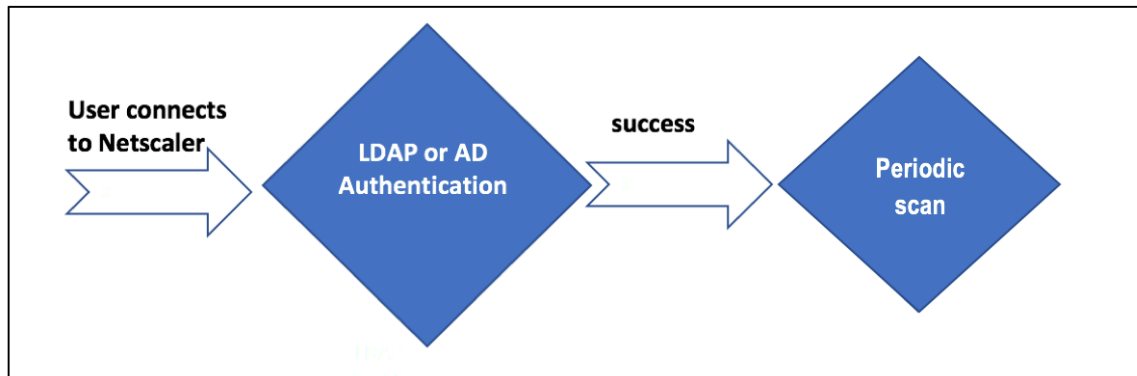 User connects
to Netscaler
LDAP or AD
Authentication
success
Periodic
scan